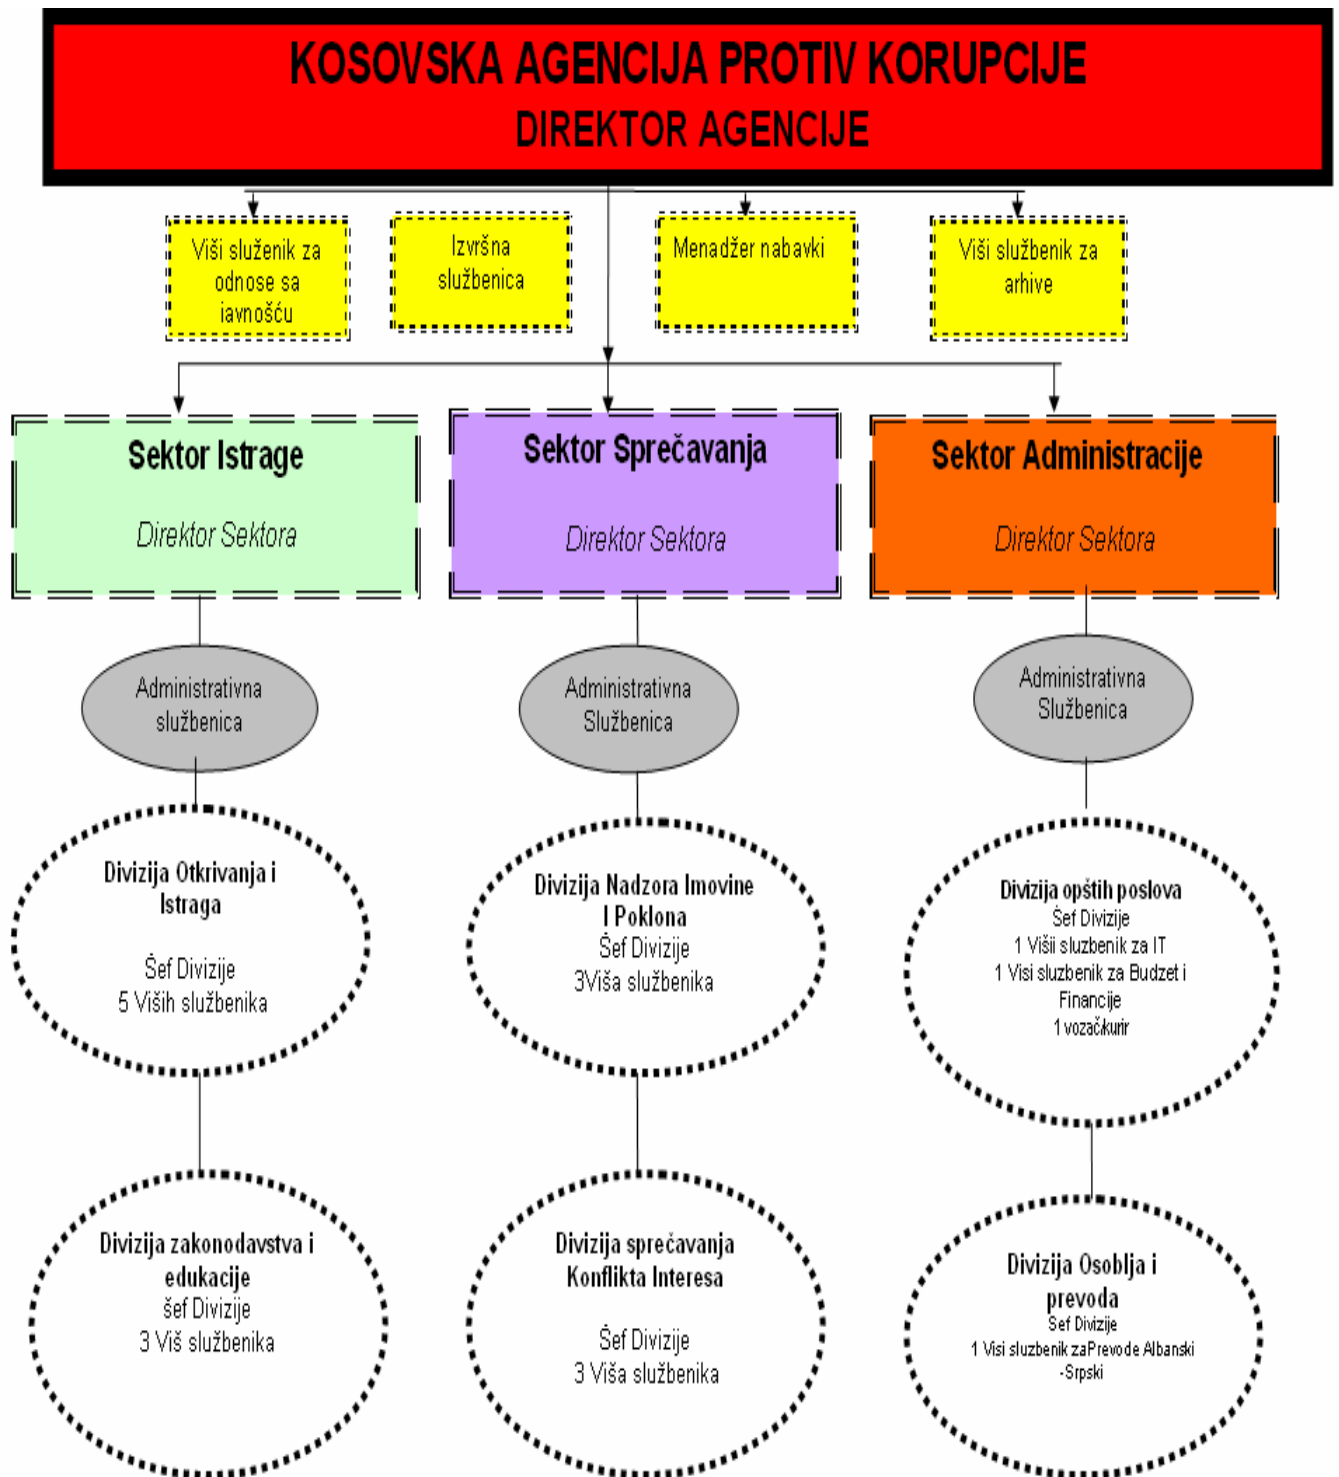 KOSOVSKA AGENCIJA PROTIV KORUPCIJE
DIREKTOR AGENCIJE
Viši služenik za
odnose sa
iavnošću
Izvršna
službenica
Menadžer nabavki
Viši službenik za
arhive
Sektor Istrage
Direktor Sektora
Sektor Sprečavanja
Direktor Sektora
Sektor Administracije
Direktor Sektora
Administrativna
službenica
Administrativna
Službenica
Administrativna
Službenica
Divizija Otkrivanja i
Istraga
Šef Divizije
5 Viših službenika
Divizija Nadzora Imovine
I Poklona
Šef Divizije
3Viša službenika
Divizija opštih poslova
Šef Divizije
1 Višii sluzbenik za IT
1 Visi sluzbenik za Budzet i
Financije
1 vozač/kurir
Divizija zakonodavstva i
edukacije
šef Divizije
3 Viš službenika
Divizija sprečavanja
Konflikta Interesa
Šef Divizije
3 Viša službenika
Divizija Osoblja i
prevoda
Sef Divizije
1 Visi sluzbenik zaPrevode Albanski
-Srpski